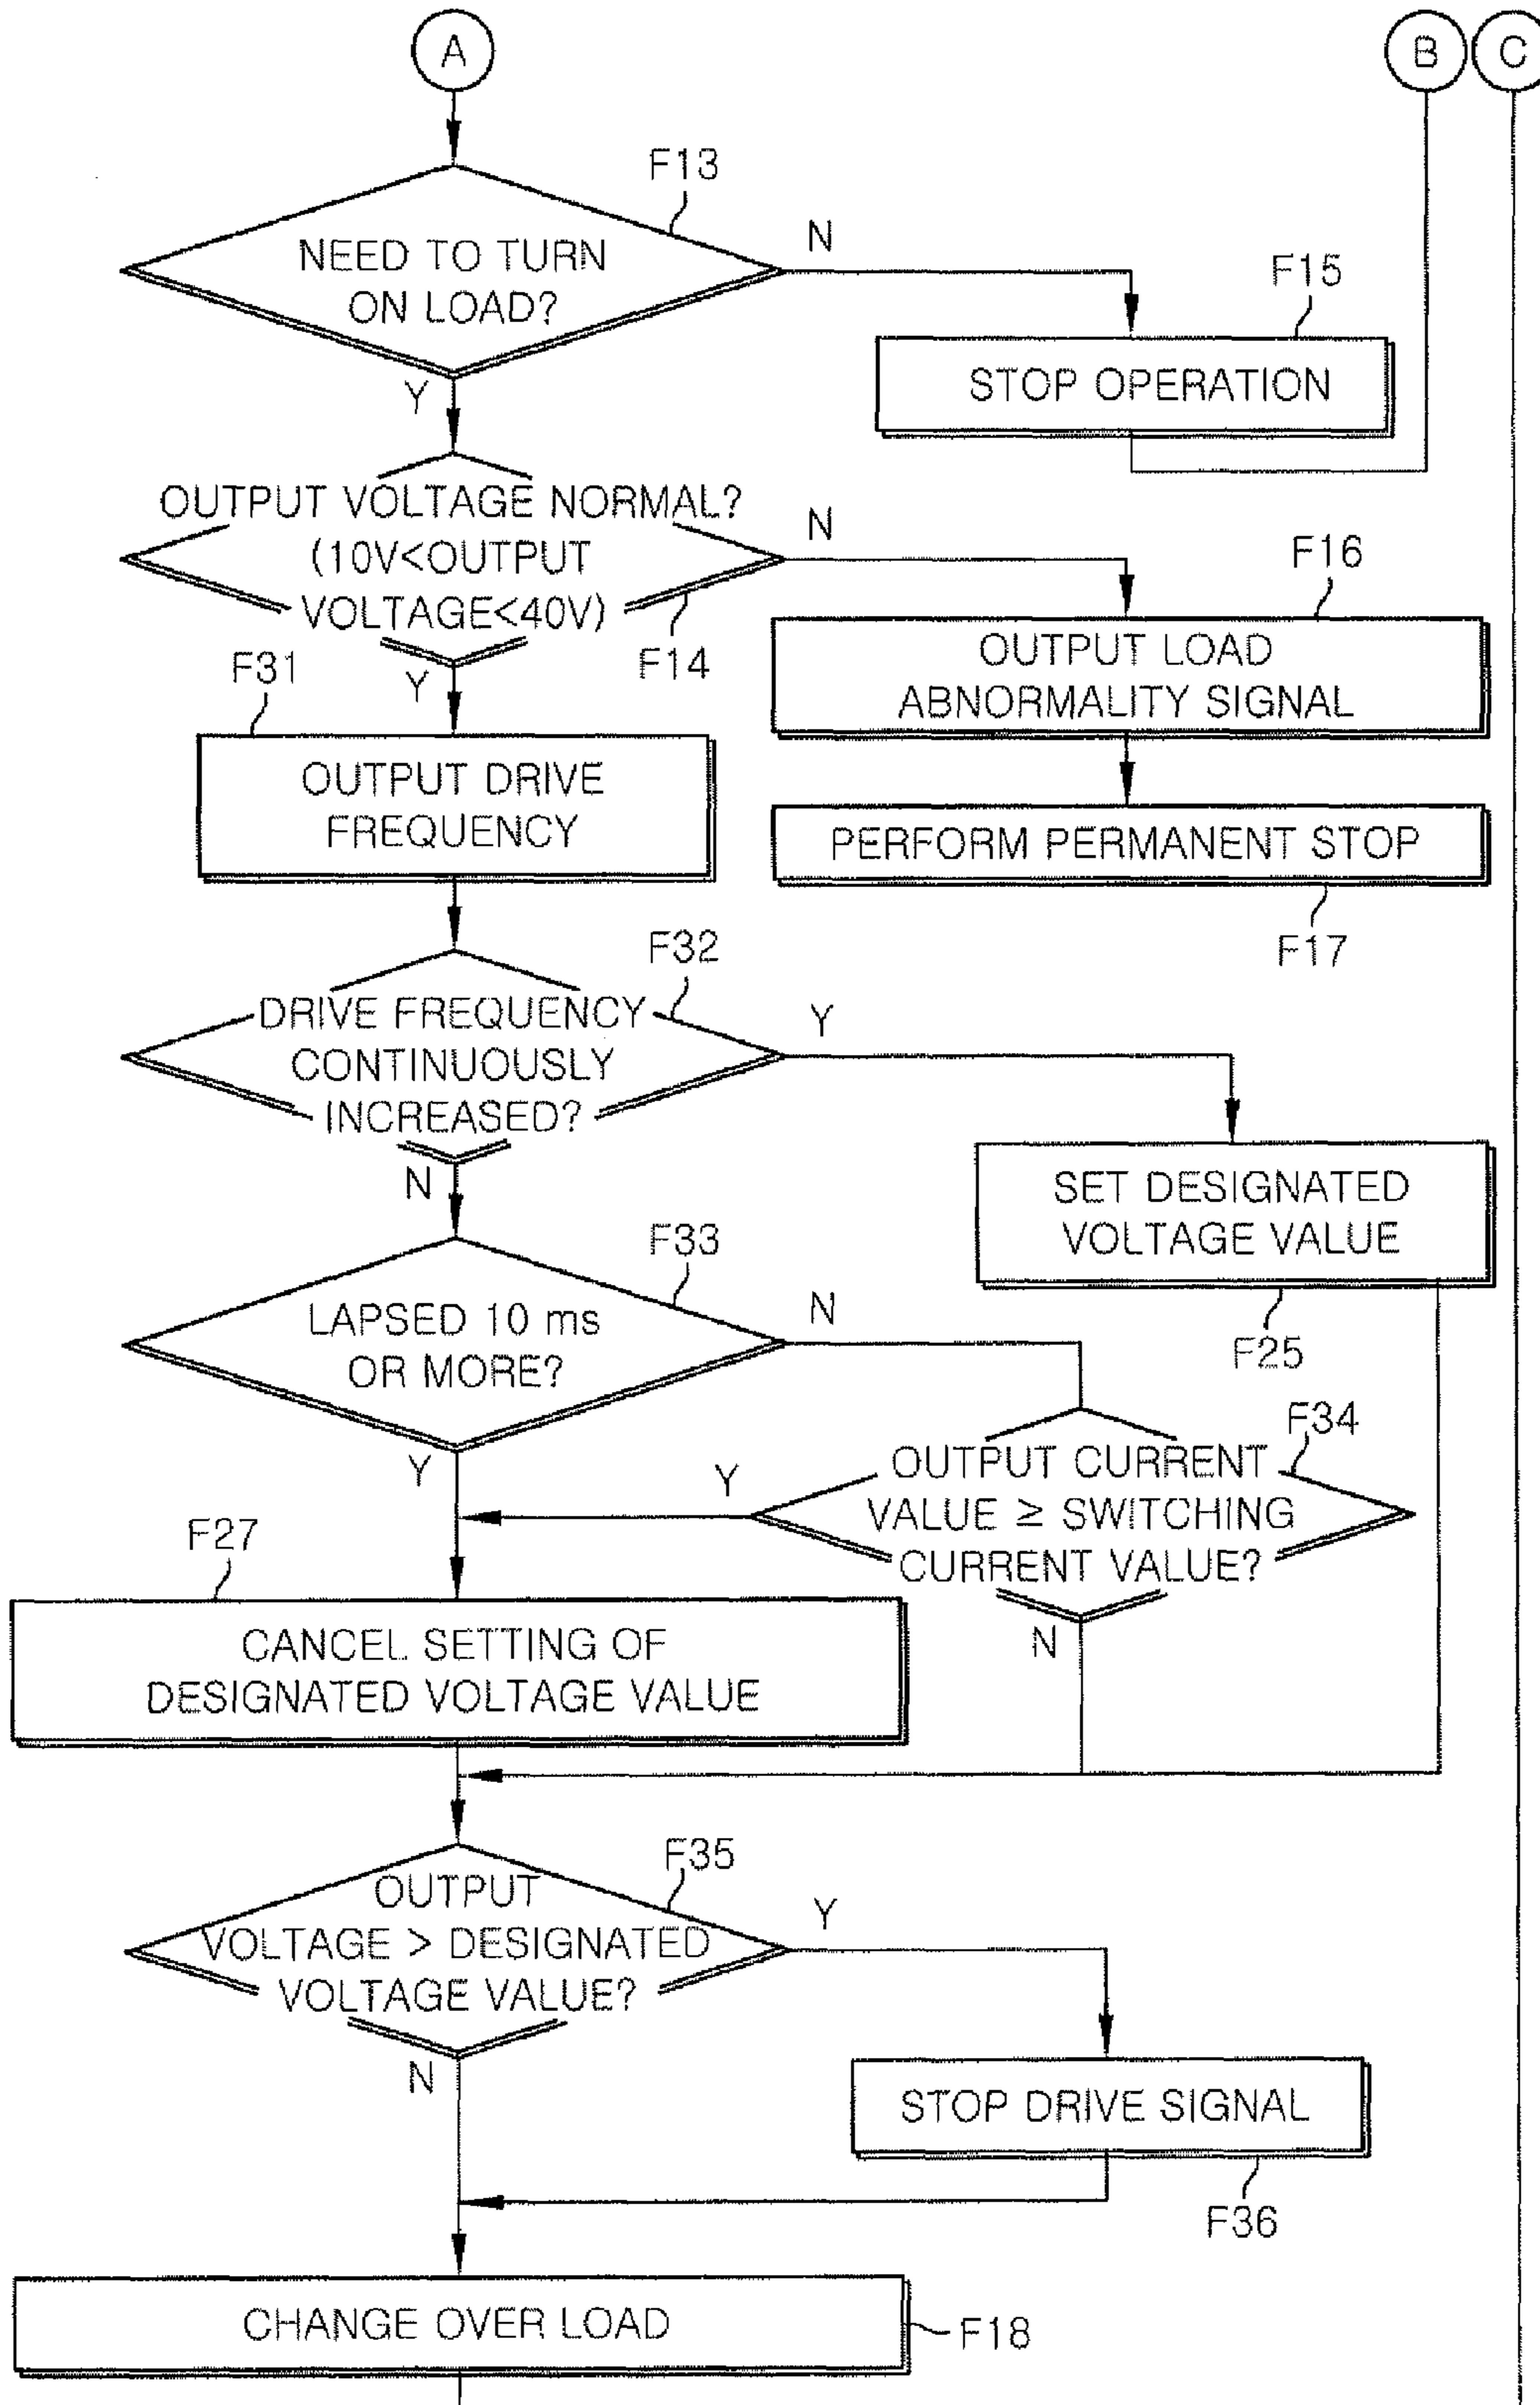 A
B
C
F13
NEED TO TURN
ON LOAD?
N
Y
F15
STOP OPERATION
OUTPUT VOLTAGE NORMAL?
(10V<OUTPUT
VOLTAGE<40V)
N
Y
F14
F16
OUTPUT LOAD
ABNORMALITY SIGNAL
F31
OUTPUT DRIVE
FREQUENCY
PERFORM PERMANENT STOP
F17
F32
DRIVE FREQUENCY
CONTINUOUSLY
INCREASED?
Y
N
SET DESIGNATED
VOLTAGE VALUE
F25
F33
LAPSED 10 ms
OR MORE?
N
Y
F34
OUTPUT CURRENT
VALUE ≥ SWITCHING
CURRENT VALUE?
Y
N
F27
CANCEL SETTING OF
DESIGNATED VOLTAGE VALUE
F35
OUTPUT
VOLTAGE > DESIGNATED
VOLTAGE VALUE?
Y
N
STOP DRIVE SIGNAL
F36
CHANGE OVER LOAD
F18